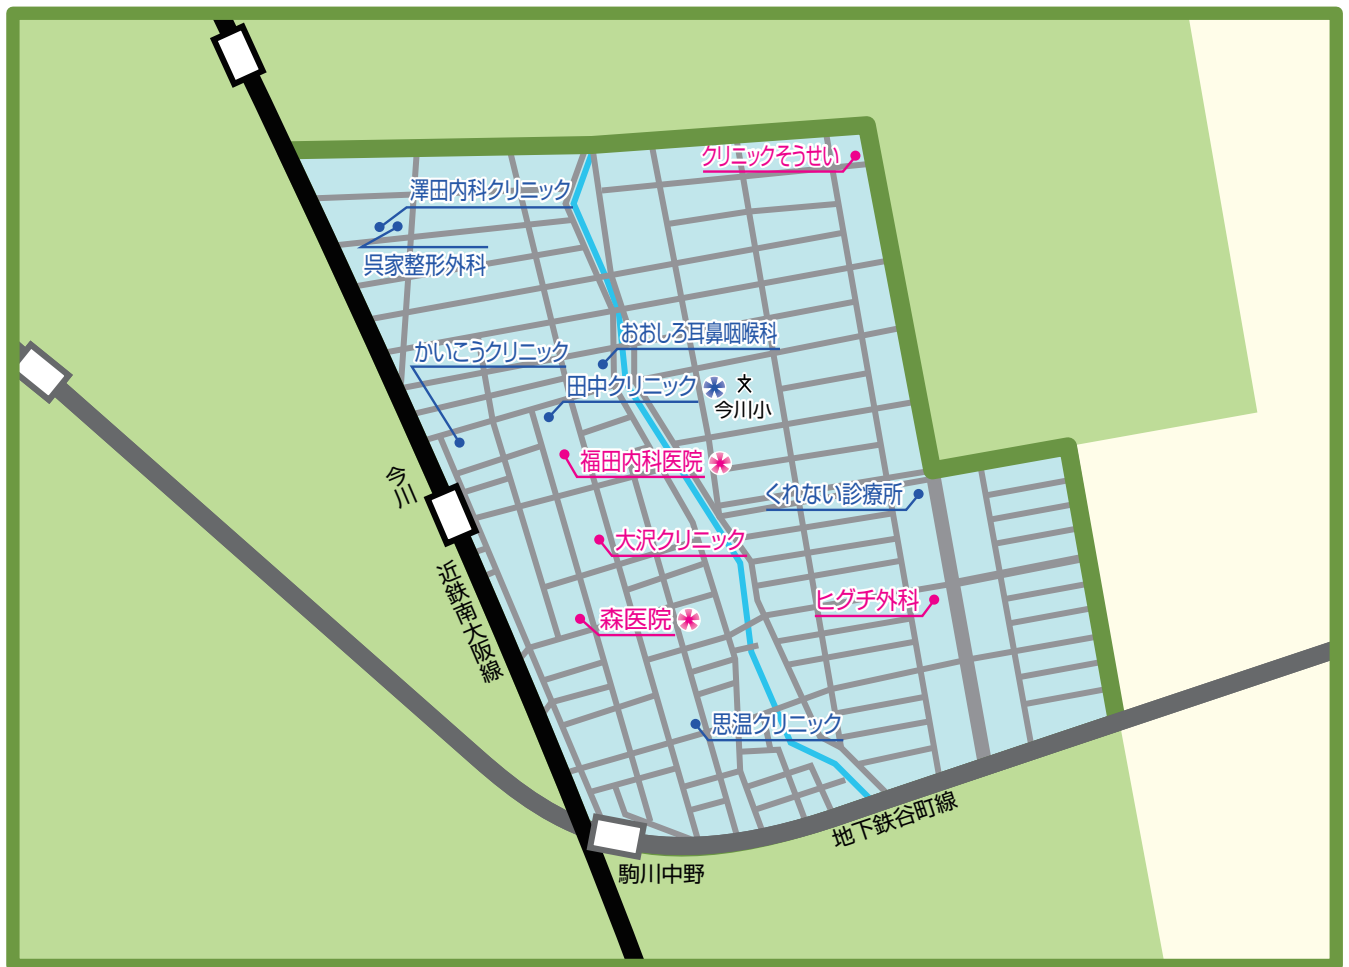 クリニックそうせい
澤田内科クリニック
呉家整形外科
おおしろ耳鼻咽喉科
かいこうクリニック
田中クリニック
文
今川小
福田内科医院
今川
くれない診療所
大沢クリニック
近鉄南大阪線
ヒグチ外科
森医院
思温クリニック
地下鉄谷町線
駒川中野